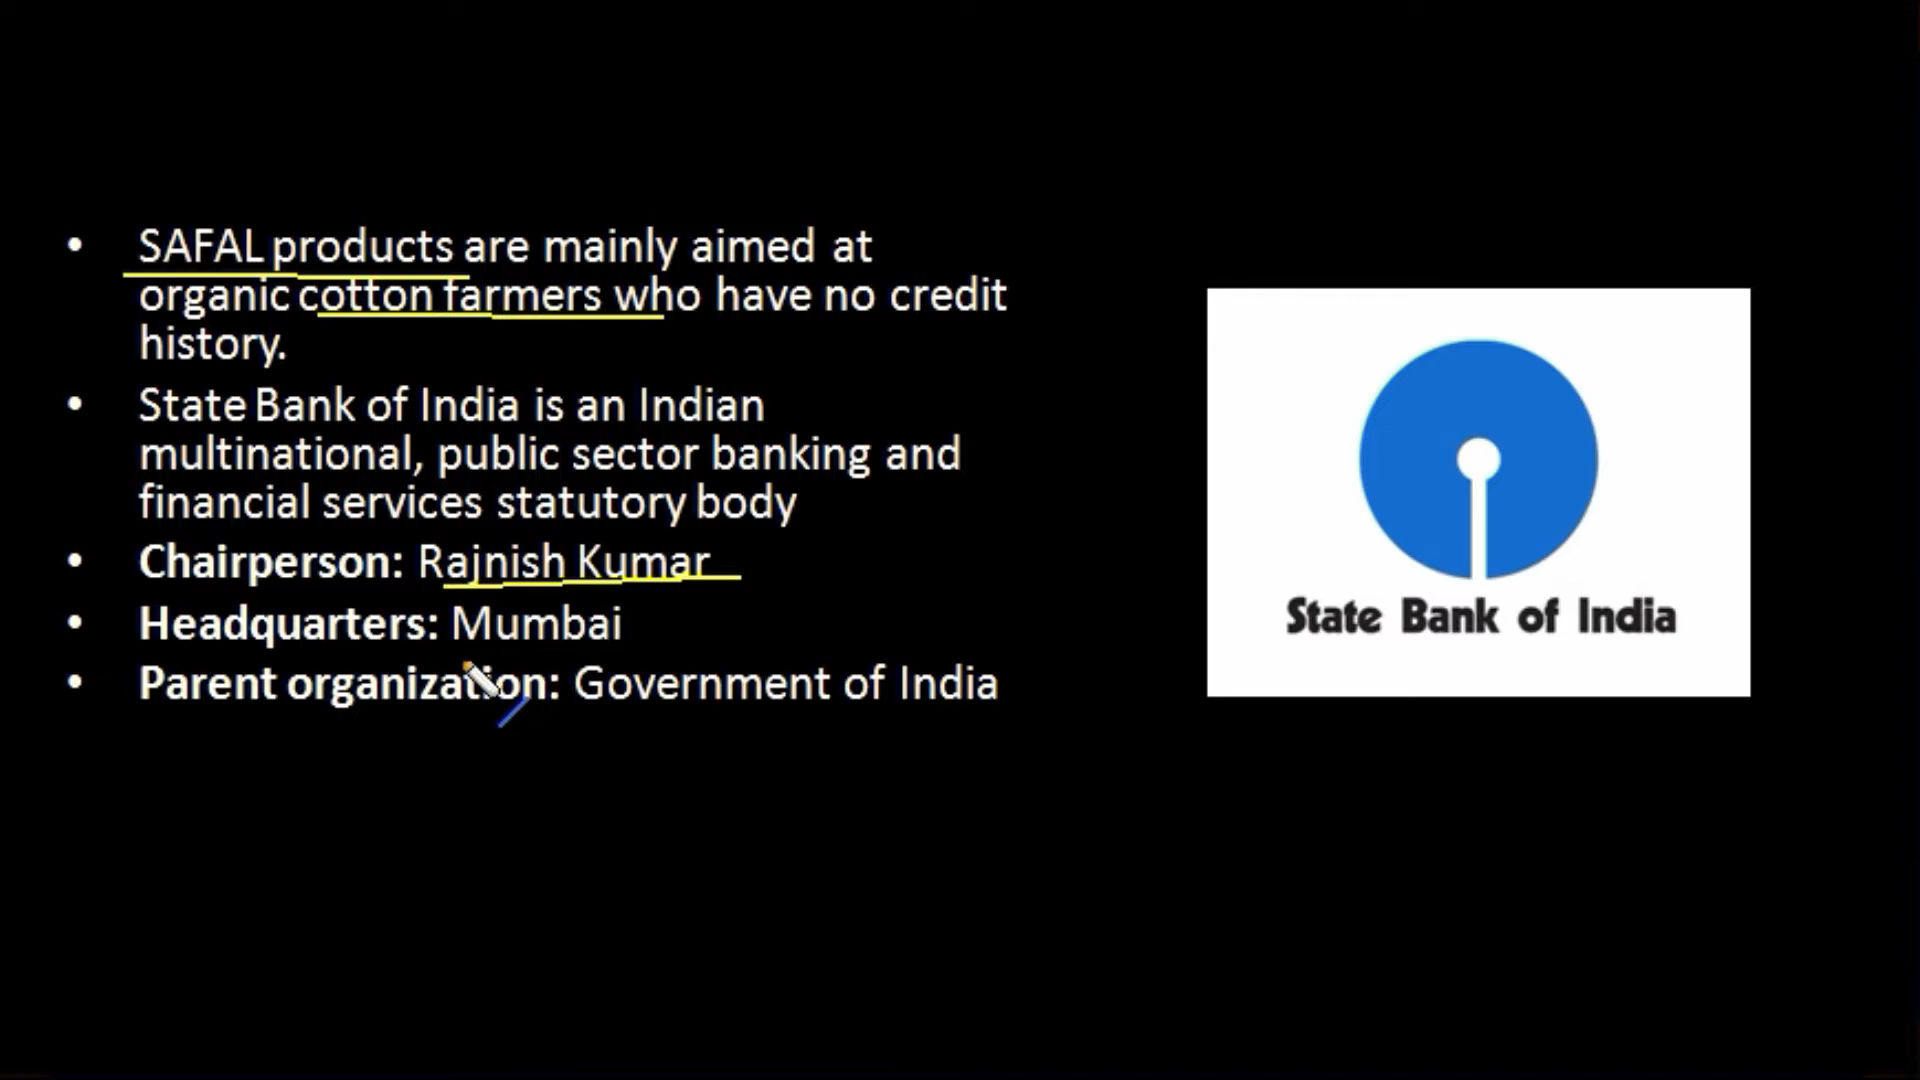 • SAFAL products are mainly aimed at
organic cotton farmers who have no credit
history.
• State Bank of India is an Indian
multinational, public sector banking and
financial services statutory body
• Chairperson: Rajnish Kumar
• Headquarters: Mumbai
• Parent organization: Government of India
State Bank of India